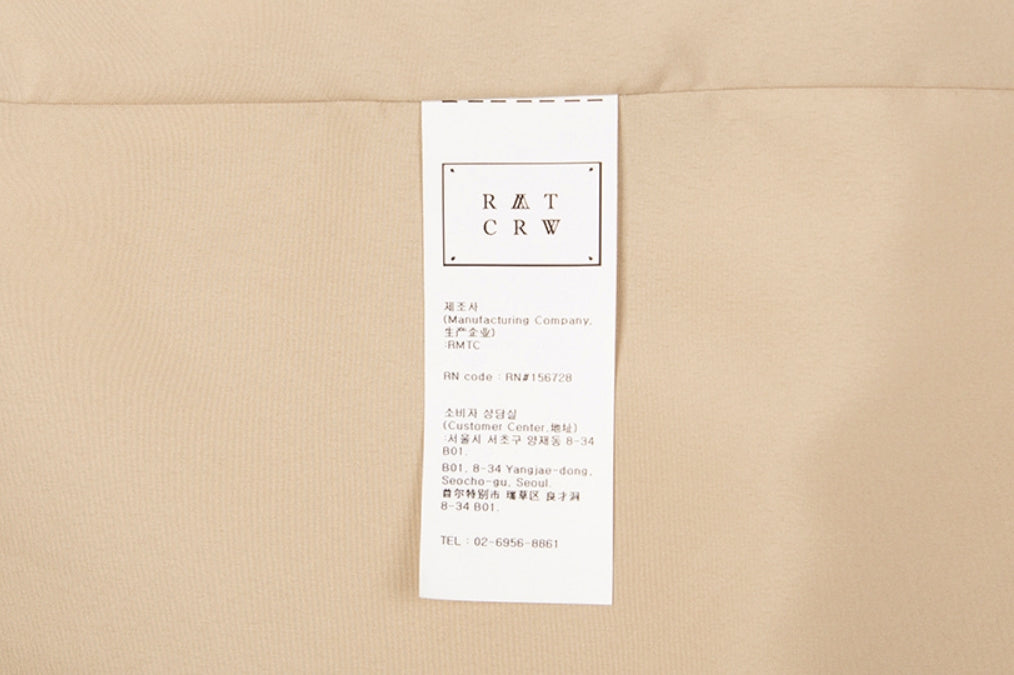 R M T
C R W
제조사
(Manufacturing Company,
生产企业)
:RMTC
RN code : RN#156728
소비자 상담실
(Customer Center,地址)
:서울시 서초구 양재동 8-34
B01.
B01, 8-34 Yangjae-dong,
Seocho-gu, Seoul.
首尔特別市 瑞草区 良才洞
8-34 B01.
TEL : 02-6956-8861